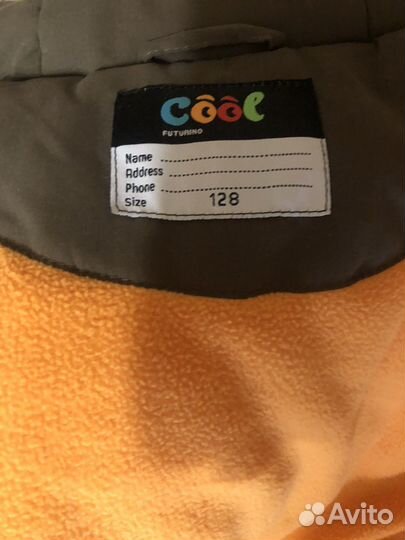 Cool
FUTURINO
Name ..............................
Address ..............................
Phone ..............................
Size 128
Avito